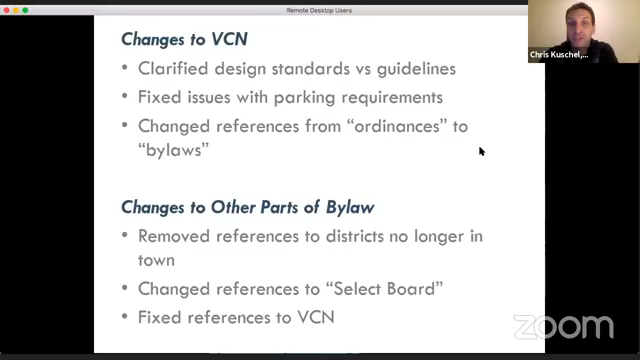 Remote Desktop Users
Changes to VCN
• Clarified design standards vs guidelines
• Fixed issues with parking requirements
• Changed references from “ordinances” to
“bylaws”
Changes to Other Parts of Bylaw
• Removed references to districts no longer in
town
• Changed references to “Select Board”
• Fixed references to VCN
Chris Kuschel,...
zoom